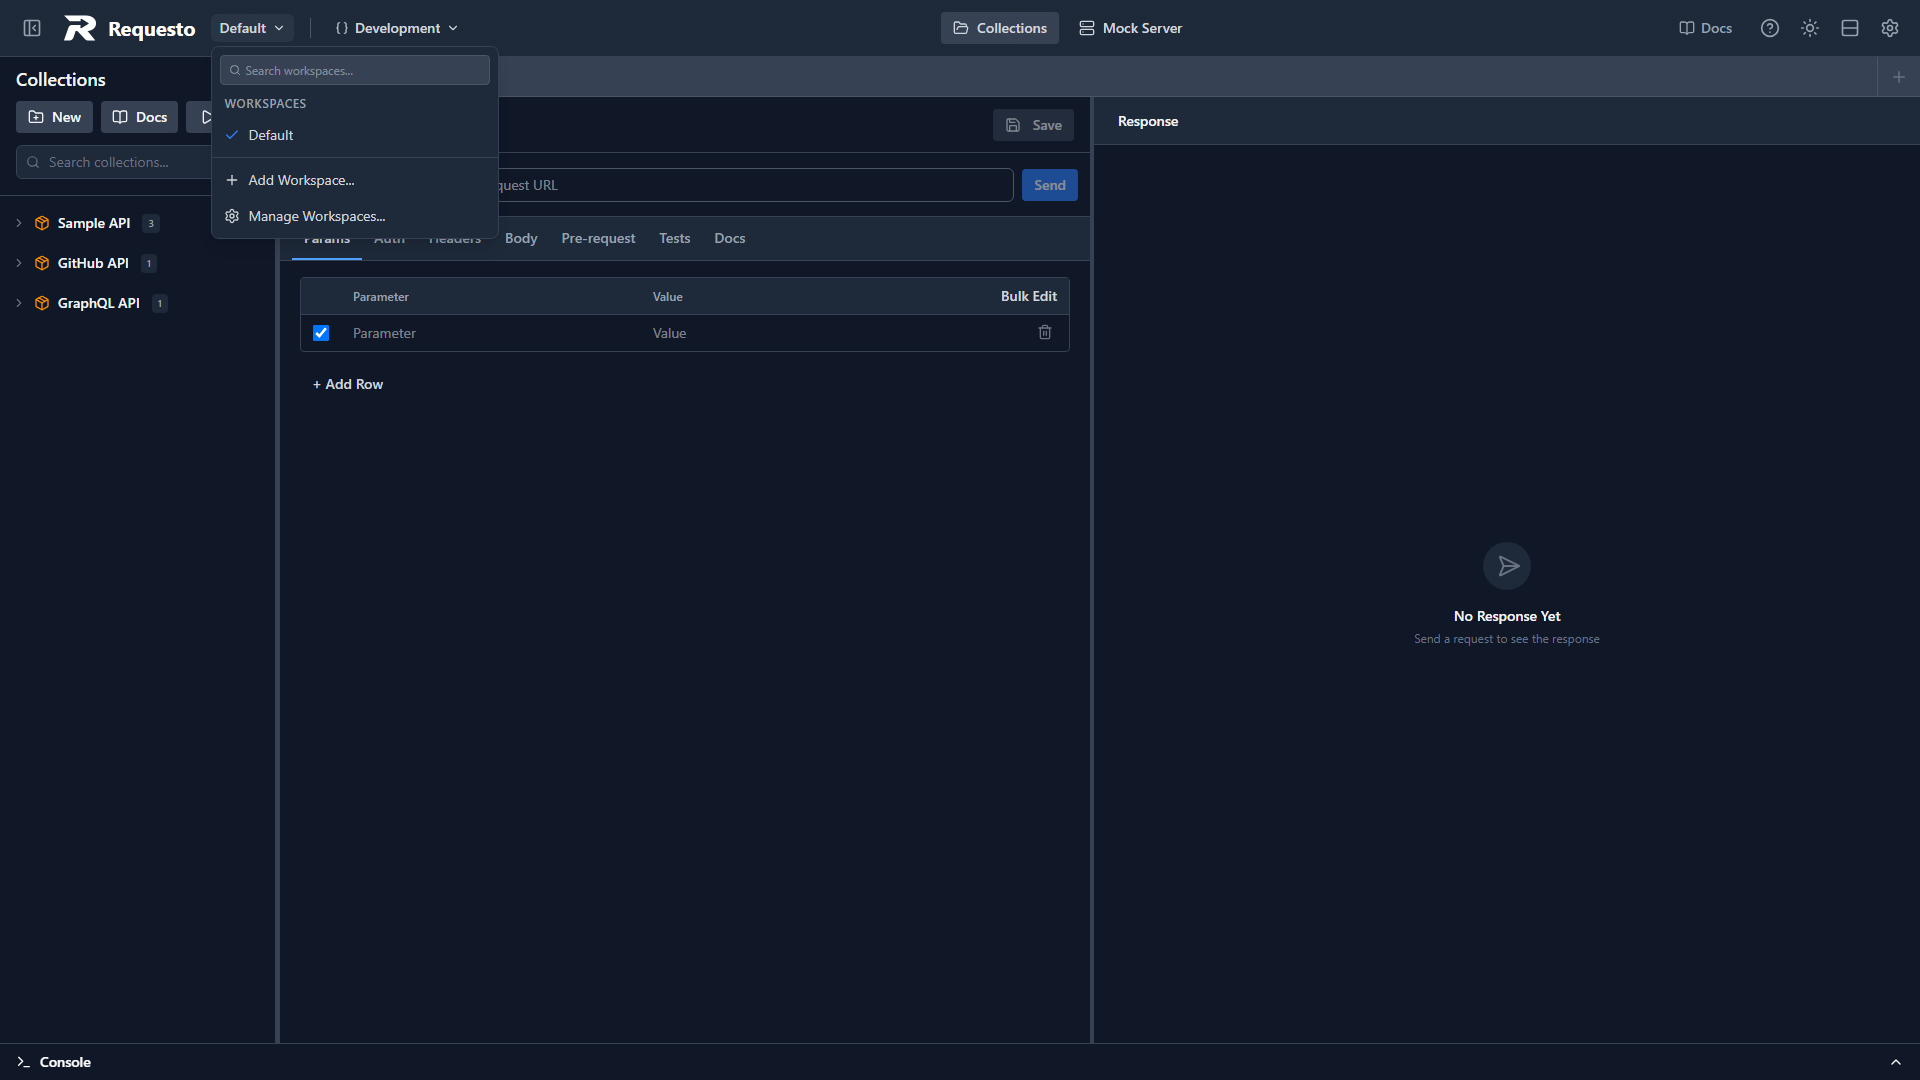 Requesto
Default
{ } Development
Collections
Mock Server
Docs
Collections
New
Docs
Search collections...
Sample API 3
GitHub API 1
GraphQL API 1
Search workspaces...
WORKSPACES
Default
Add Workspace...
Manage Workspaces...
Save
quest URL
Send
Params
Auth
Headers
Body
Pre-request
Tests
Docs
Parameter
Value
Bulk Edit
Parameter
Value
+ Add Row
Response
No Response Yet
Send a request to see the response
Console